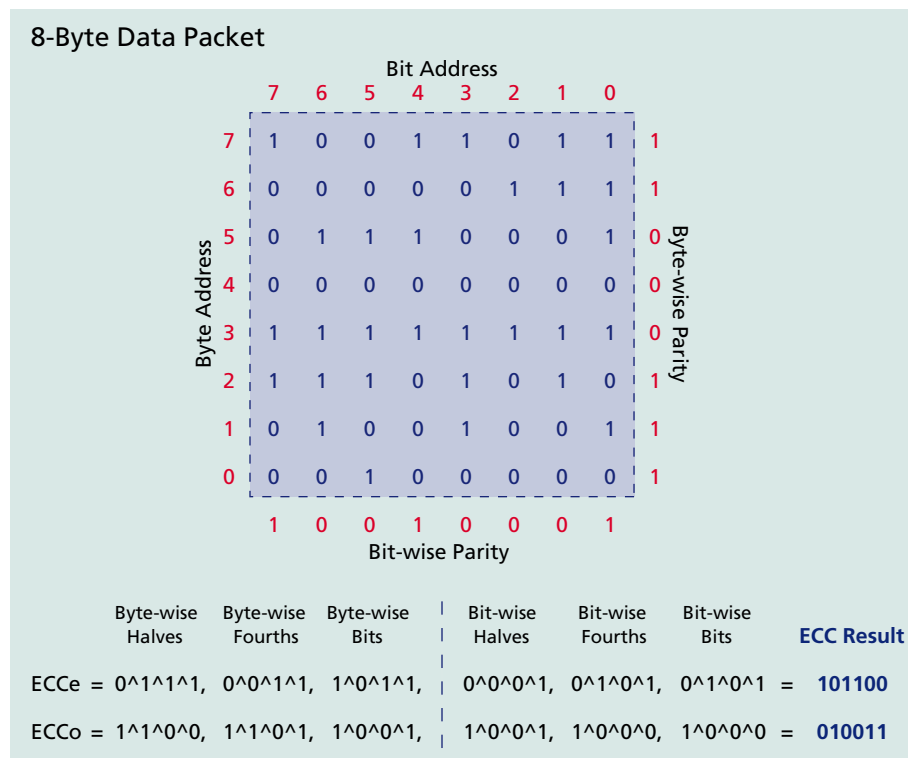 8-Byte Data Packet
Bit Address
7 6 5 4 3 2 1 0
7 1 0 0 1 1 0 1 1 1
6 0 0 0 0 0 1 1 1 1
5 0 1 1 1 0 0 0 1 0
4 0 0 0 0 0 0 0 0 0
3 1 1 1 1 1 1 1 1 0
2 1 1 1 0 1 0 1 0 1
1 0 1 0 0 1 0 0 1 1
0 0 0 1 0 0 0 0 0 1
Byte Address
Byte-wise Parity
1 0 0 1 0 0 0 1
Bit-wise Parity
Byte-wise Halves Byte-wise Fourths Byte-wise Bits Bit-wise Halves Bit-wise Fourths Bit-wise Bits ECC Result
ECCe = 0^1^1^1, 0^0^1^1, 1^0^1^1, 0^0^0^1, 0^1^0^1, 0^1^0^1 = 101100
ECCo = 1^1^0^0, 1^1^0^1, 1^0^0^1, 1^0^0^1, 1^0^0^0, 1^0^0^0 = 010011